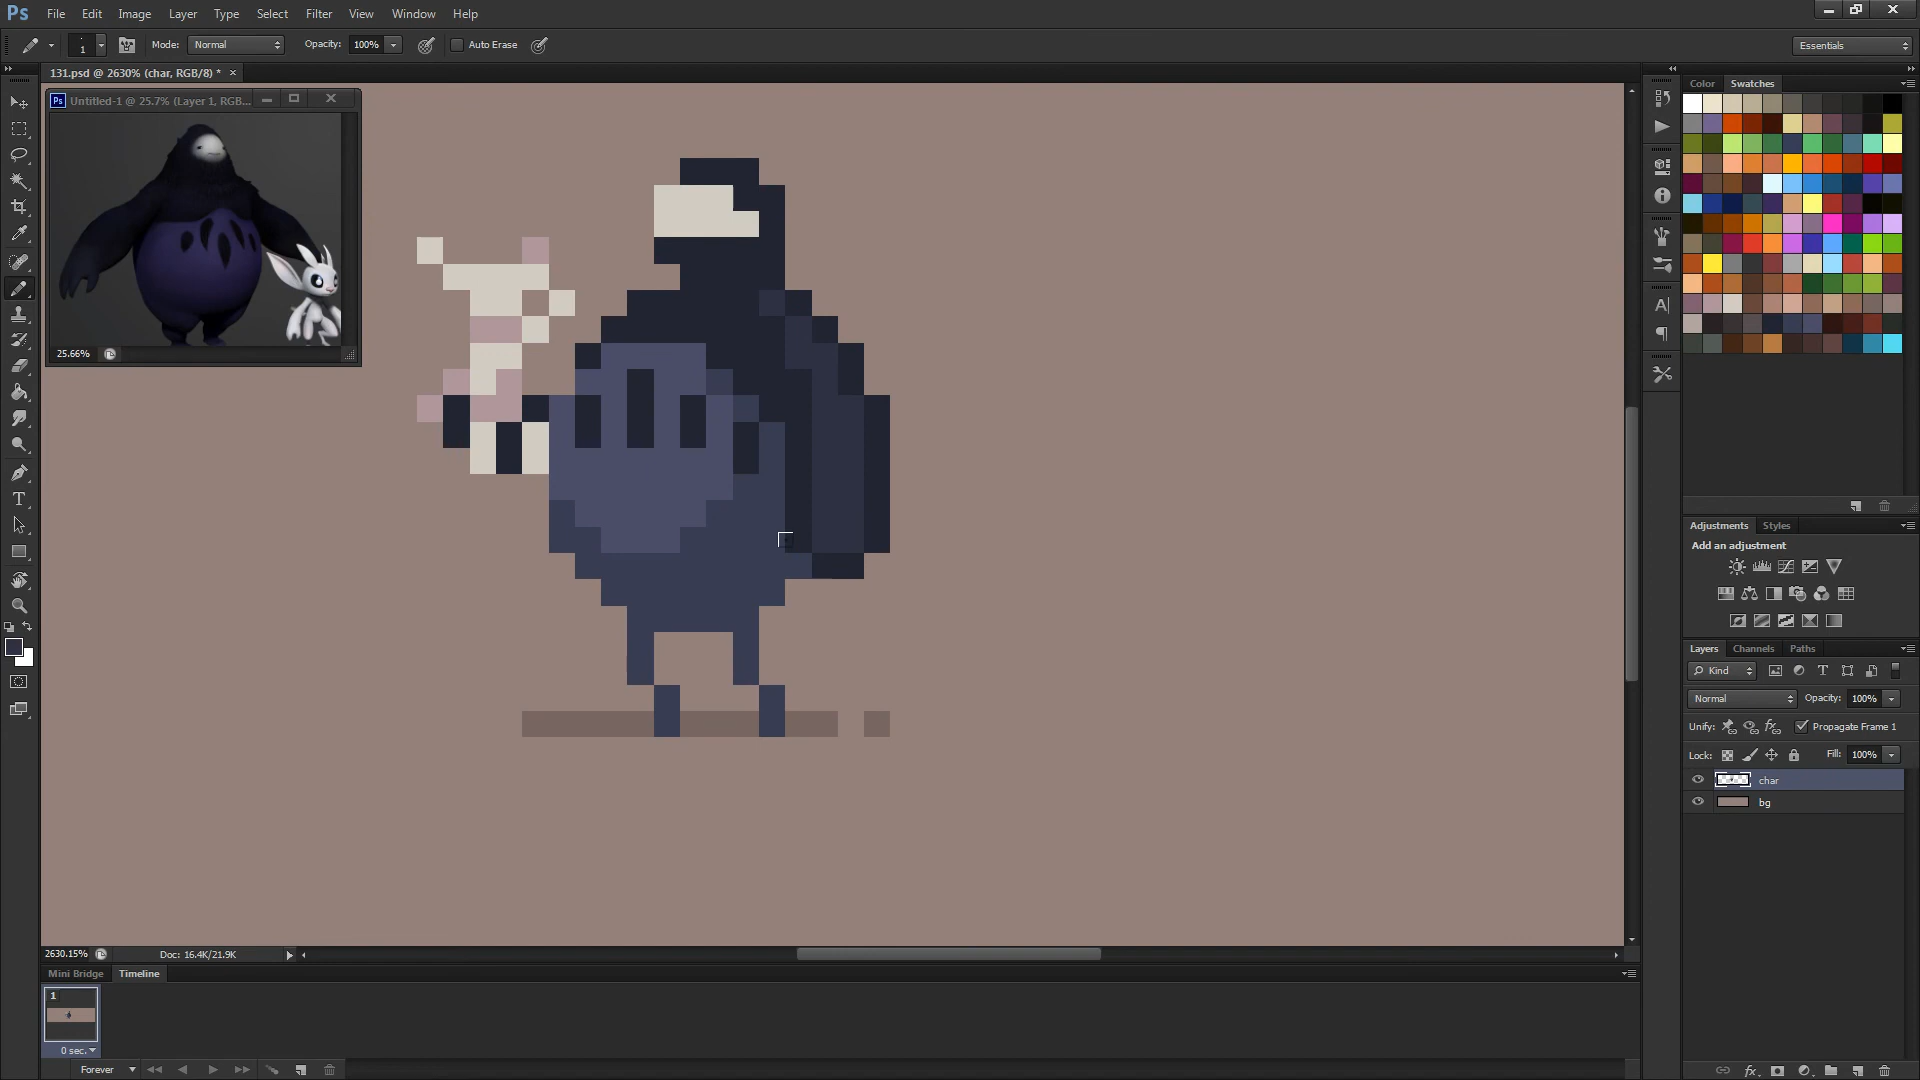 Ps File Edit Image Layer Type Select Filter 3D View Window Help
1 Mode: Normal Opacity: 100% Auto Erase Essentials
131.psd @ 2630% (char, RGB/8) * ×
Ps Untitled-1 @ 25.7% (Layer 1, RGB...
25.66%
Color Swatches
Adjustments Styles
Add an adjustment
Layers Channels Paths
Kind
Normal Opacity: 100%
Unify: Propagate Frame 1
Lock: Fill: 100%
char
bg
2630.15% Doc: 16.4K/21.9K
Mini Bridge Timeline
1
0 sec.
Forever